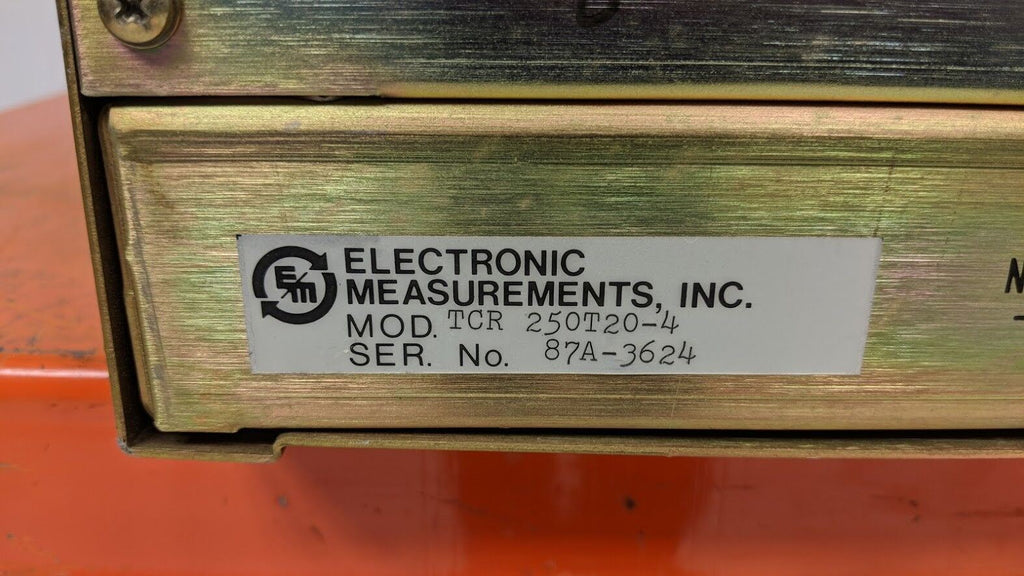 E/m ELECTRONIC
MEASUREMENTS, INC.
MOD. TCR 250T20-4
SER. No. 87A-3624